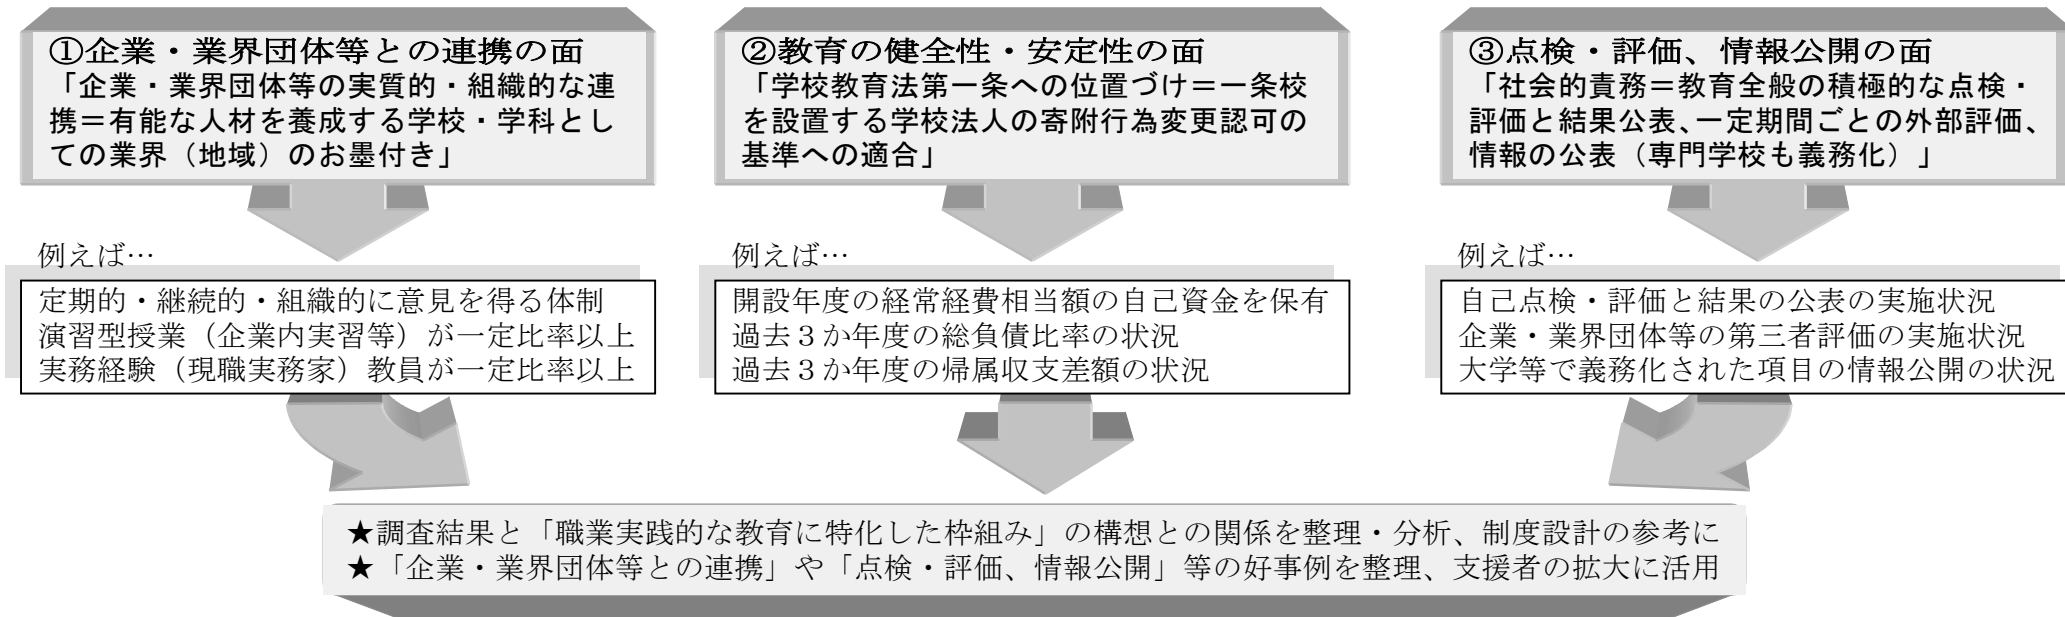 ①企業・業界団体等との連携の面
「企業・業界団体等の実質的・組織的な連
携＝有能な人材を養成する学校・学科とし
ての業界（地域）のお墨付き」
例えば…
定期的・継続的・組織的に意見を得る体制
演習型授業（企業内実習等）が一定比率以上
実務経験（現職実務家）教員が一定比率以上
②教育の健全性・安定性の面
「学校教育法第一条への位置づけ＝一条校
を設置する学校法人の寄附行為変更認可の
基準への適合」
例えば…
開設年度の経常経費相当額の自己資金を保有
過去３か年度の総負債比率の状況
過去３か年度の帰属収支差額の状況
③点検・評価、情報公開の面
「社会的責務＝教育全般の積極的な点検・
評価と結果公表、一定期間ごとの外部評価、
情報の公表（専門学校も義務化）」
例えば…
自己点検・評価と結果の公表の実施状況
企業・業界団体等の第三者評価の実施状況
大学等で義務化された項目の情報公開の状況
★調査結果と「職業実践的な教育に特化した枠組み」の構想との関係を整理・分析、制度設計の参考に
★「企業・業界団体等との連携」や「点検・評価、情報公開」等の好事例を整理、支援者の拡大に活用